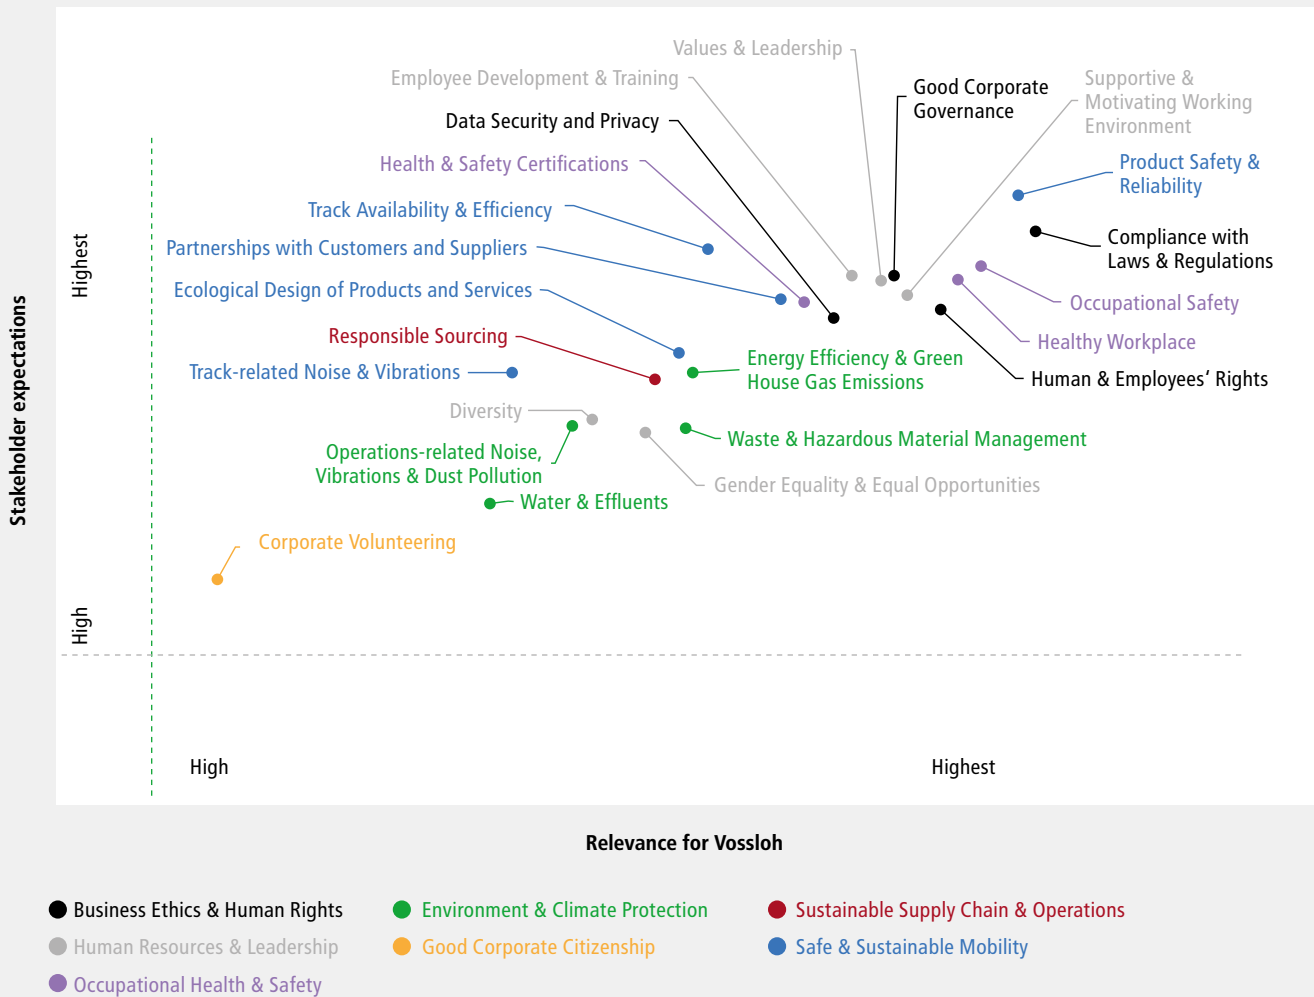 Values & Leadership
Employee Development & Training
Good Corporate
Governance
Supportive &
Motivating Working
Environment
Data Security and Privacy
Health & Safety Certifications
Product Safety &
Reliability
Track Availability & Efficiency
Partnerships with Customers and Suppliers
Compliance with
Laws & Regulations
Ecological Design of Products and Services
Occupational Safety
Responsible Sourcing
Healthy Workplace
Track-related Noise & Vibrations
Energy Efficiency & Green
House Gas Emissions
Human & Employees‘ Rights
Diversity
Waste & Hazardous Material Management
Operations-related Noise,
Vibrations & Dust Pollution
Gender Equality & Equal Opportunities
Water & Effluents
Corporate Volunteering
Stakeholder expectations
Highest
High
High
Highest
Relevance for Vossloh
Business Ethics & Human Rights
Environment & Climate Protection
Sustainable Supply Chain & Operations
Human Resources & Leadership
Good Corporate Citizenship
Safe & Sustainable Mobility
Occupational Health & Safety